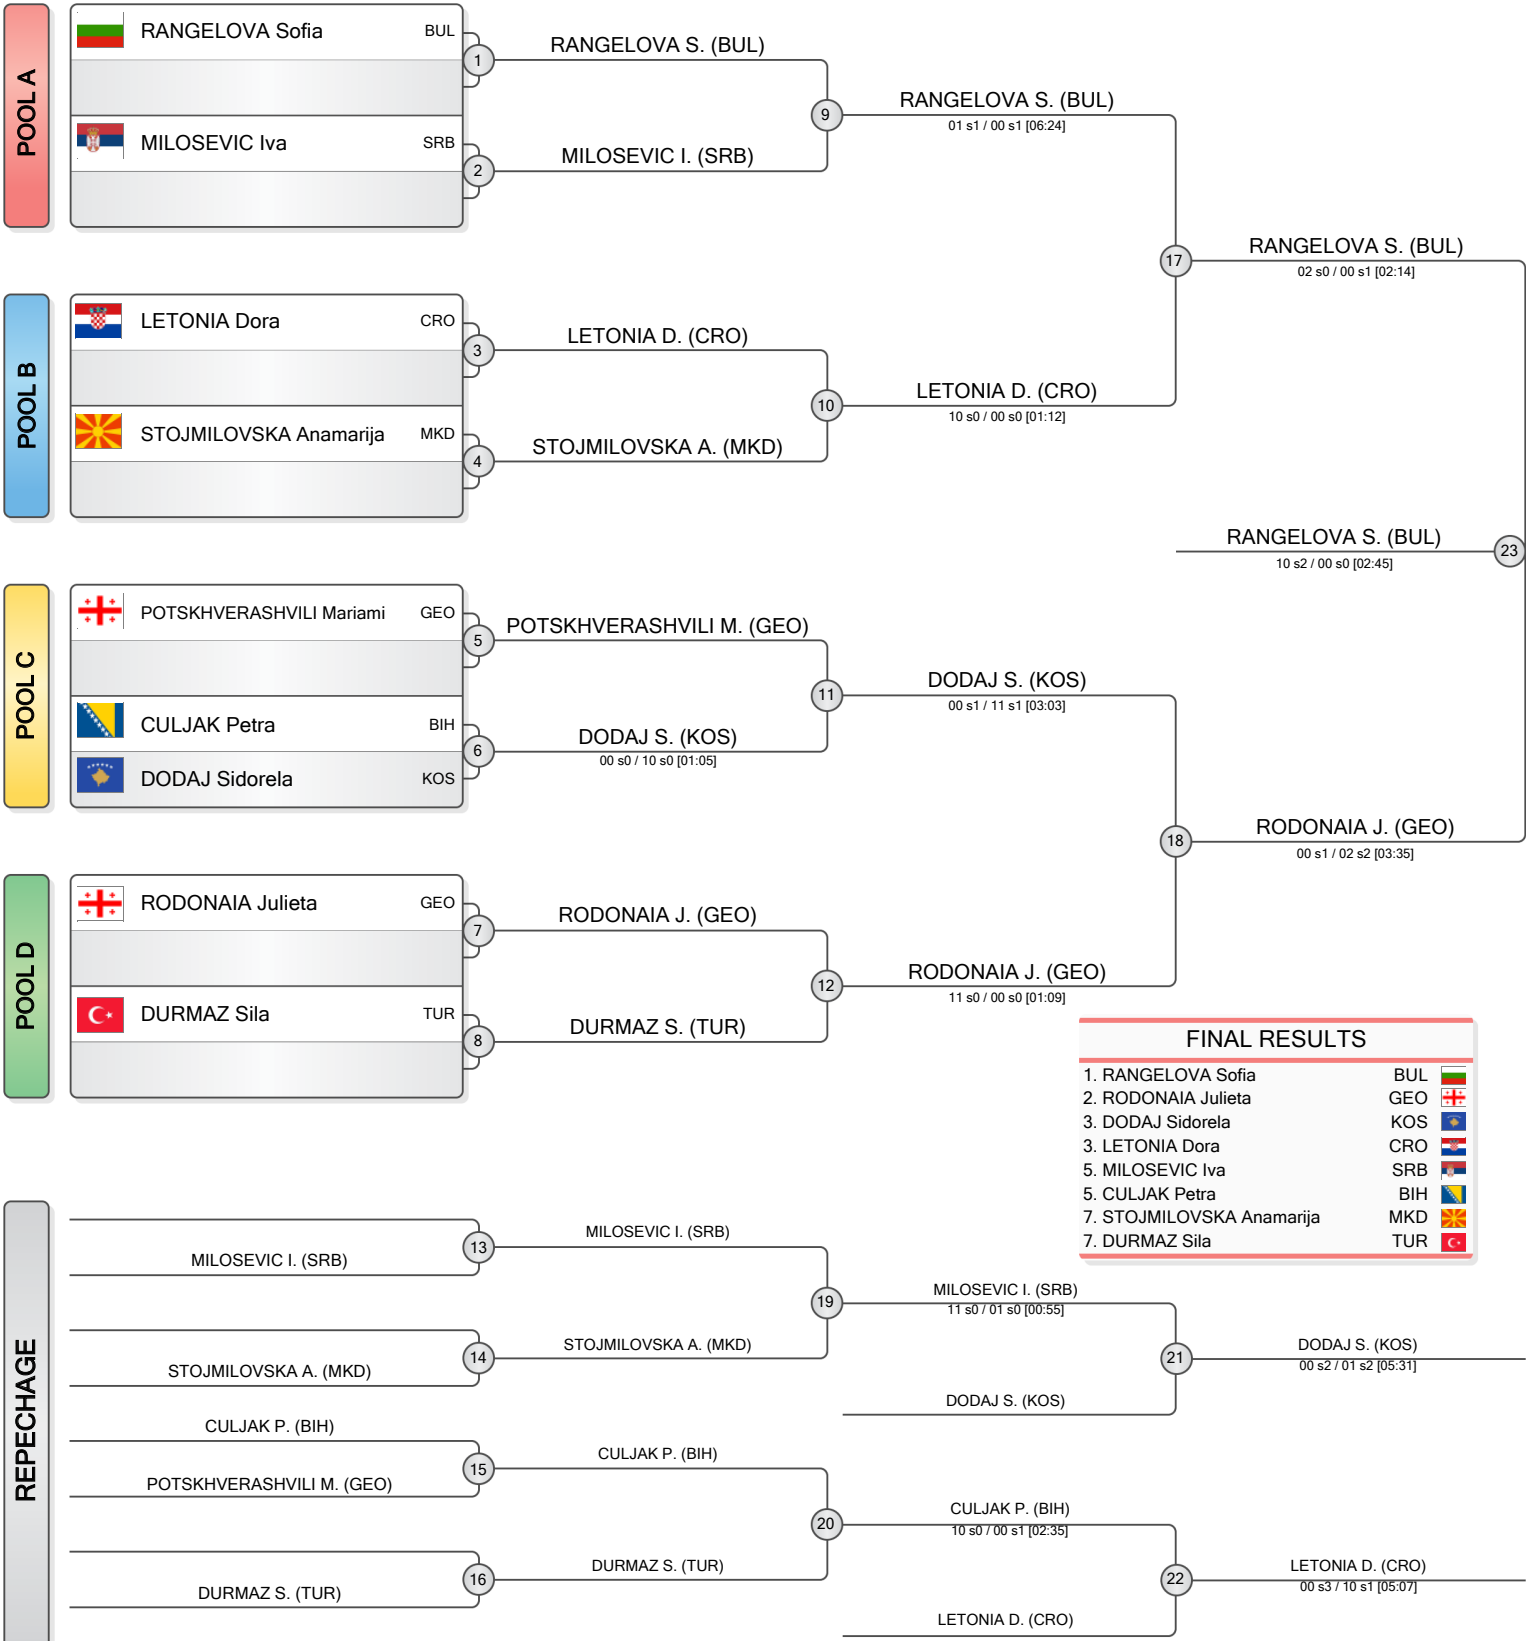 POOL A
RANGELOVA Sofia BUL
MILOSEVIC Iva SRB
1
2
RANGELOVA S. (BUL)
MILOSEVIC I. (SRB)
9
RANGELOVA S. (BUL)
01 s1 / 00 s1 [06:24]
POOL B
LETONIA Dora CRO
STOJMILOVSKA Anamarija MKD
3
4
LETONIA D. (CRO)
STOJMILOVSKA A. (MKD)
10
LETONIA D. (CRO)
10 s0 / 00 s0 [01:12]
17
RANGELOVA S. (BUL)
02 s0 / 00 s1 [02:14]
POOL C
POTSKHVERASHVILI Mariami GEO
CULJAK Petra BIH
DODAJ Sidorela KOS
5
6
POTSKHVERASHVILI M. (GEO)
DODAJ S. (KOS)
00 s0 / 10 s0 [01:05]
11
DODAJ S. (KOS)
00 s1 / 11 s1 [03:03]
POOL D
RODONAIA Julieta GEO
DURMAZ Sila TUR
7
8
RODONAIA J. (GEO)
DURMAZ S. (TUR)
12
RODONAIA J. (GEO)
11 s0 / 00 s0 [01:09]
18
RODONAIA J. (GEO)
00 s1 / 02 s2 [03:35]
RANGELOVA S. (BUL)
10 s2 / 00 s0 [02:45]
23
FINAL RESULTS
1. RANGELOVA Sofia BUL
2. RODONAIA Julieta GEO
3. DODAJ Sidorela KOS
3. LETONIA Dora CRO
5. MILOSEVIC Iva SRB
5. CULJAK Petra BIH
7. STOJMILOVSKA Anamarija MKD
7. DURMAZ Sila TUR
REPECHAGE
MILOSEVIC I. (SRB)
13
MILOSEVIC I. (SRB)
STOJMILOVSKA A. (MKD)
14
STOJMILOVSKA A. (MKD)
19
MILOSEVIC I. (SRB)
11 s0 / 01 s0 [00:55]
DODAJ S. (KOS)
21
DODAJ S. (KOS)
00 s2 / 01 s2 [05:31]
CULJAK P. (BIH)
POTSKHVERASHVILI M. (GEO)
15
CULJAK P. (BIH)
DURMAZ S. (TUR)
16
DURMAZ S. (TUR)
20
CULJAK P. (BIH)
10 s0 / 00 s1 [02:35]
LETONIA D. (CRO)
22
LETONIA D. (CRO)
00 s3 / 10 s1 [05:07]